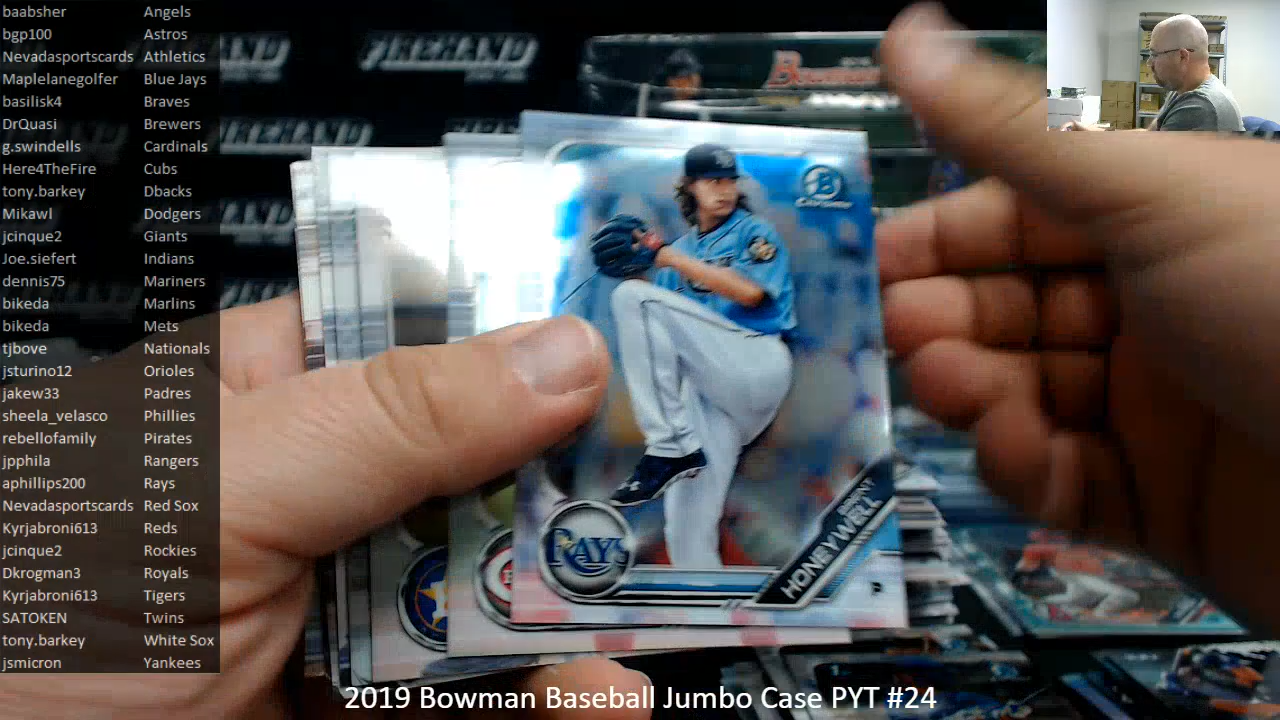 baabsher Angels
bgp100 Astros
Nevadasportscards Athletics
Maplelanegolfer Blue Jays
basilisk4 Braves
DrQuasi Brewers
g.swindells Cardinals
Here4TheFire Cubs
tony.barkey Dbacks
Mikawl Dodgers
jcinque2 Giants
Joe.siefert Indians
dennis75 Mariners
bikeda Marlins
bikeda Mets
tjbove Nationals
jsturino12 Orioles
jakew33 Padres
sheela_velasco Phillies
rebellofamily Pirates
jpphila Rangers
aphillips200 Rays
Nevadasportscards Red Sox
Kyrjabroni613 Reds
jcinque2 Rockies
Dkrogman3 Royals
Kyrjabroni613 Tigers
SATOKEN Twins
tony.barkey White Sox
jsmicron Yankees
FIREHAND
Bowman
B
Chrome
RAYS
BRENT
HONEYWELL
P
2019 Bowman Baseball Jumbo Case PYT #24